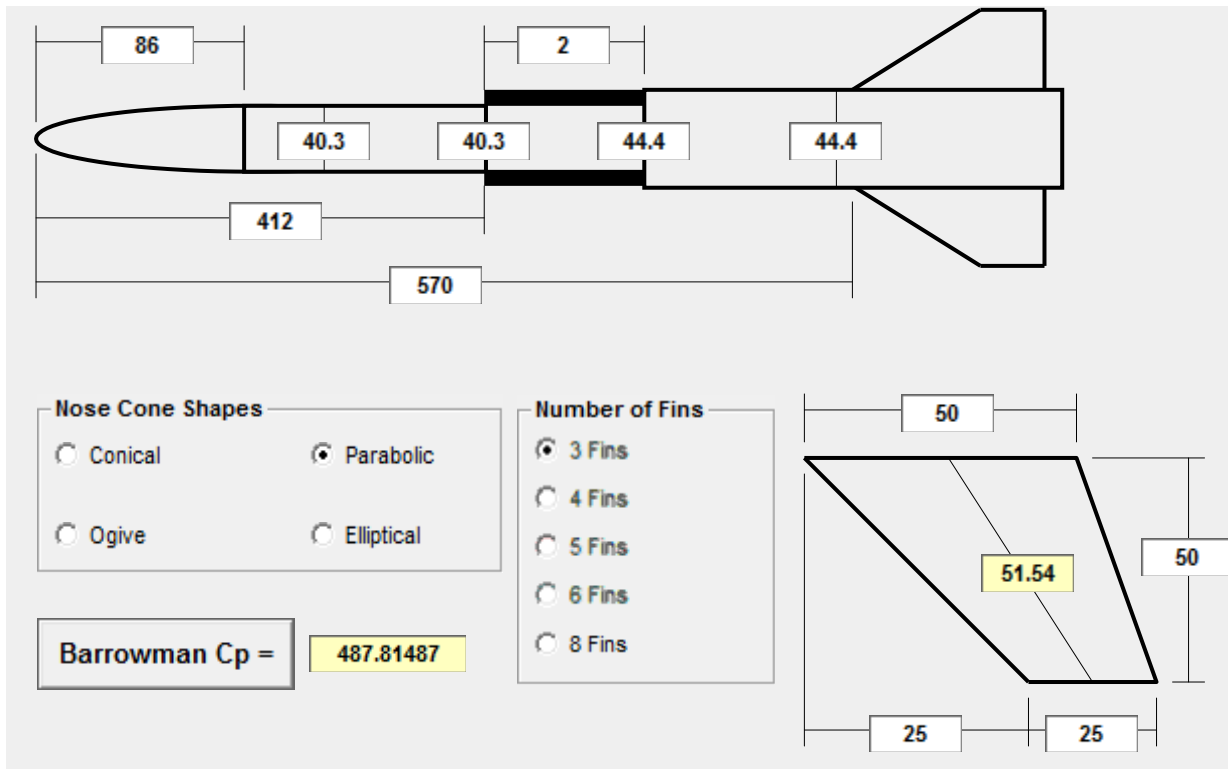 86
2
40.3
40.3
44.4
44.4
412
570
Nose Cone Shapes
Conical
Parabolic
Ogive
Elliptical
Number of Fins
3 Fins
4 Fins
5 Fins
6 Fins
8 Fins
Barrowman Cp =
487.81487
50
50
51.54
25
25